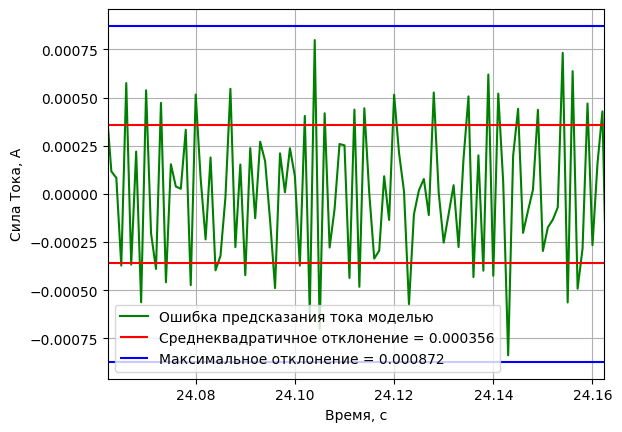 0.00075
0.00050
0.00025
0.00000
−0.00025
−0.00050
−0.00075
Сила Тока, А
Ошибка предсказания тока моделью
Среднеквадратичное отклонение = 0.000356
Максимальное отклонение = 0.000872
24.08 24.10 24.12 24.14 24.16
Время, с